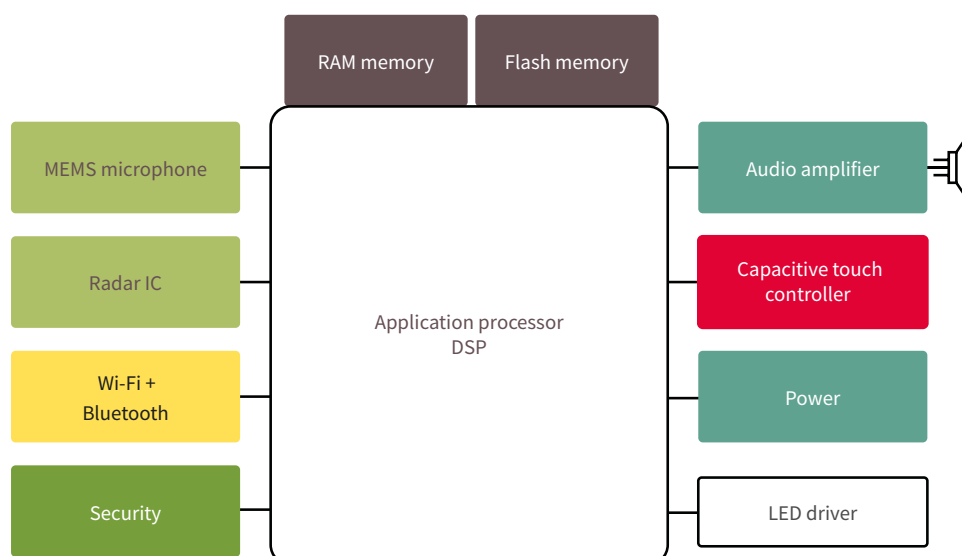 RAM memory
Flash memory
MEMS microphone
Audio amplifier
Radar IC
Capacitive touch
controller
Application processor
DSP
Wi-Fi +
Bluetooth
Power
Security
LED driver